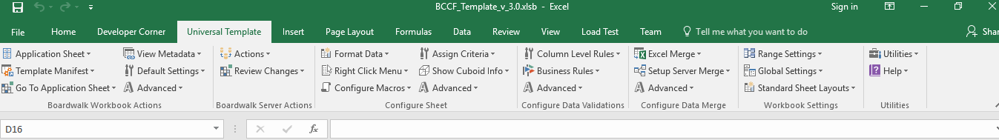 BCCF_Template_v_3.0.xlsb - Excel
Sign in
File Home Developer Corner Universal Template Insert Page Layout Formulas Data Review View Load Test Team Tell me what you want to do Shar
Application Sheet View Metadata Actions Format Data Assign Criteria Column Level Rules Excel Merge Range Settings Utilities
Template Manifest Default Settings Review Changes Right Click Menu Show Cuboid Info Business Rules Setup Server Merge Global Settings Help
Go To Application Sheet Advanced Configure Macros Advanced Advanced Advanced Standard Sheet Layouts
Boardwalk Workbook Actions Boardwalk Server Actions Configure Sheet Configure Data Validations Configure Data Merge Workbook Settings Utilities
D16 fx